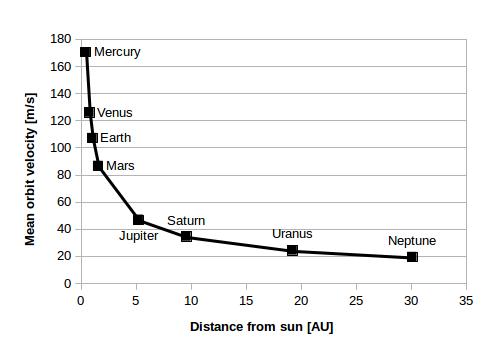 180
160
140
120
100
80
60
40
20
0
Mean orbit velocity [m/s]
Mercury
Venus
Earth
Mars
Jupiter
Saturn
Uranus
Neptune
0 5 10 15 20 25 30 35
Distance from sun [AU]